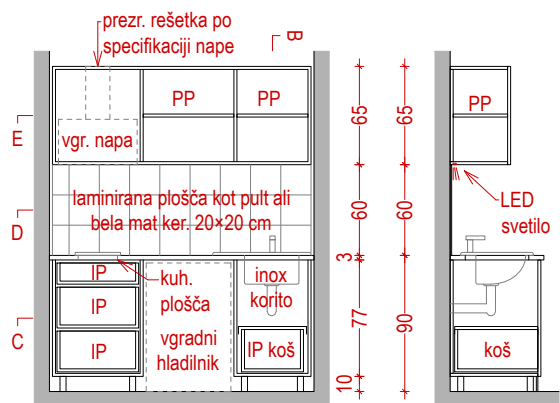 prezr. rešetka po
specifikaciji nape
B
PP
PP
PP
65
65
E
vgr. napa
laminirana plošča kot pult ali
bela mat ker. 20×20 cm
D
60
60
LED
svetilo
3
IP
IP
IP
kuh.
plošča
vgradni
hladilnik
inox
korito
IP koš
koš
C
77
90
10